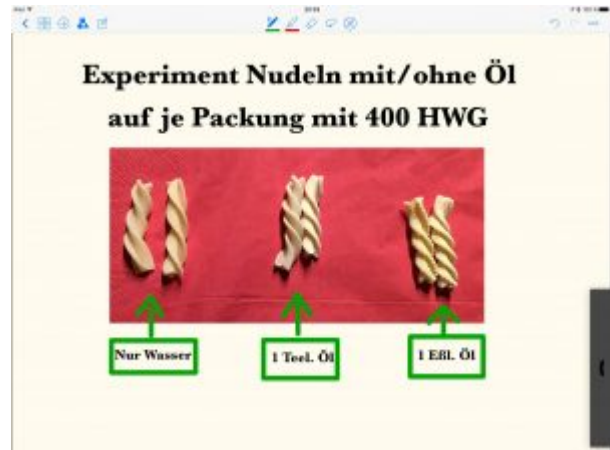 Experiment Nudeln mit/ohne Öl
auf je Packung mit 400 HWG
Nur Wasser
1 Teel. Öl
1 Eßl. Öl